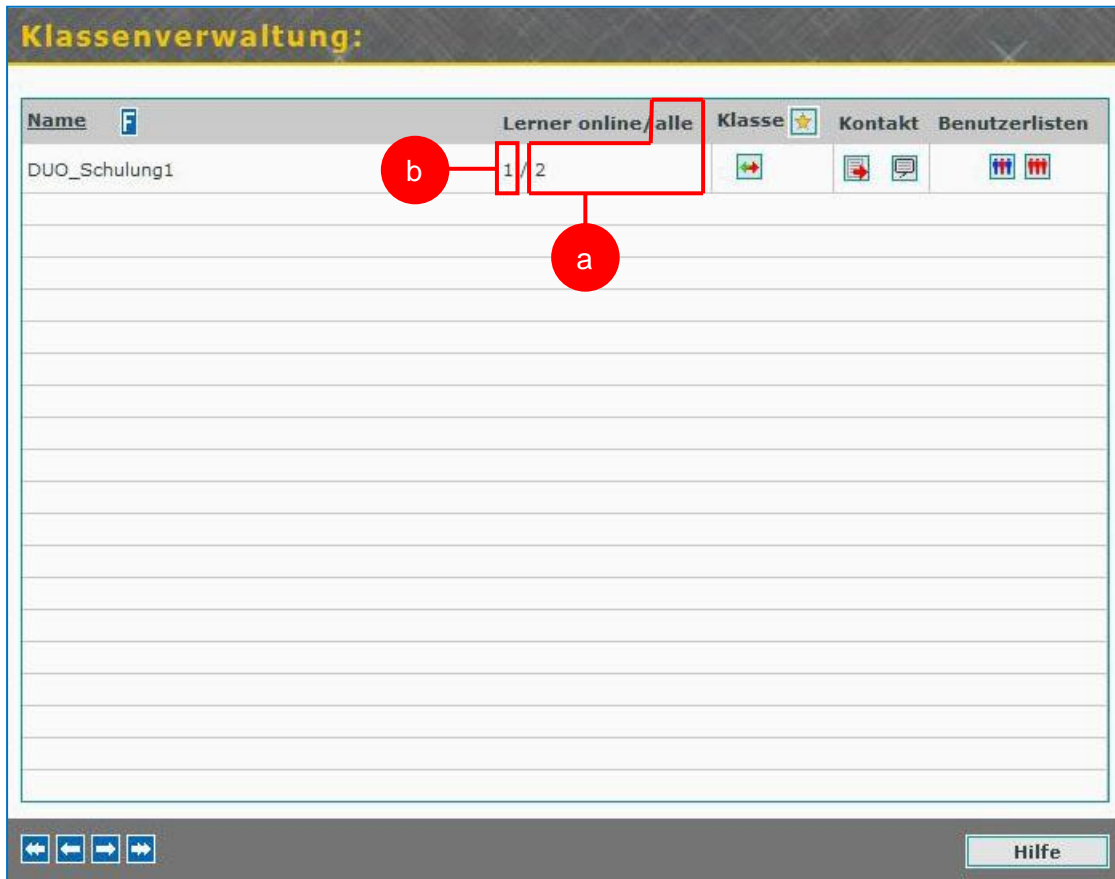 Klassenverwaltung:
Name F Lerner online/alle Klasse Kontakt Benutzerlisten
DUO_Schulung1 b 1 / 2
a
Hilfe